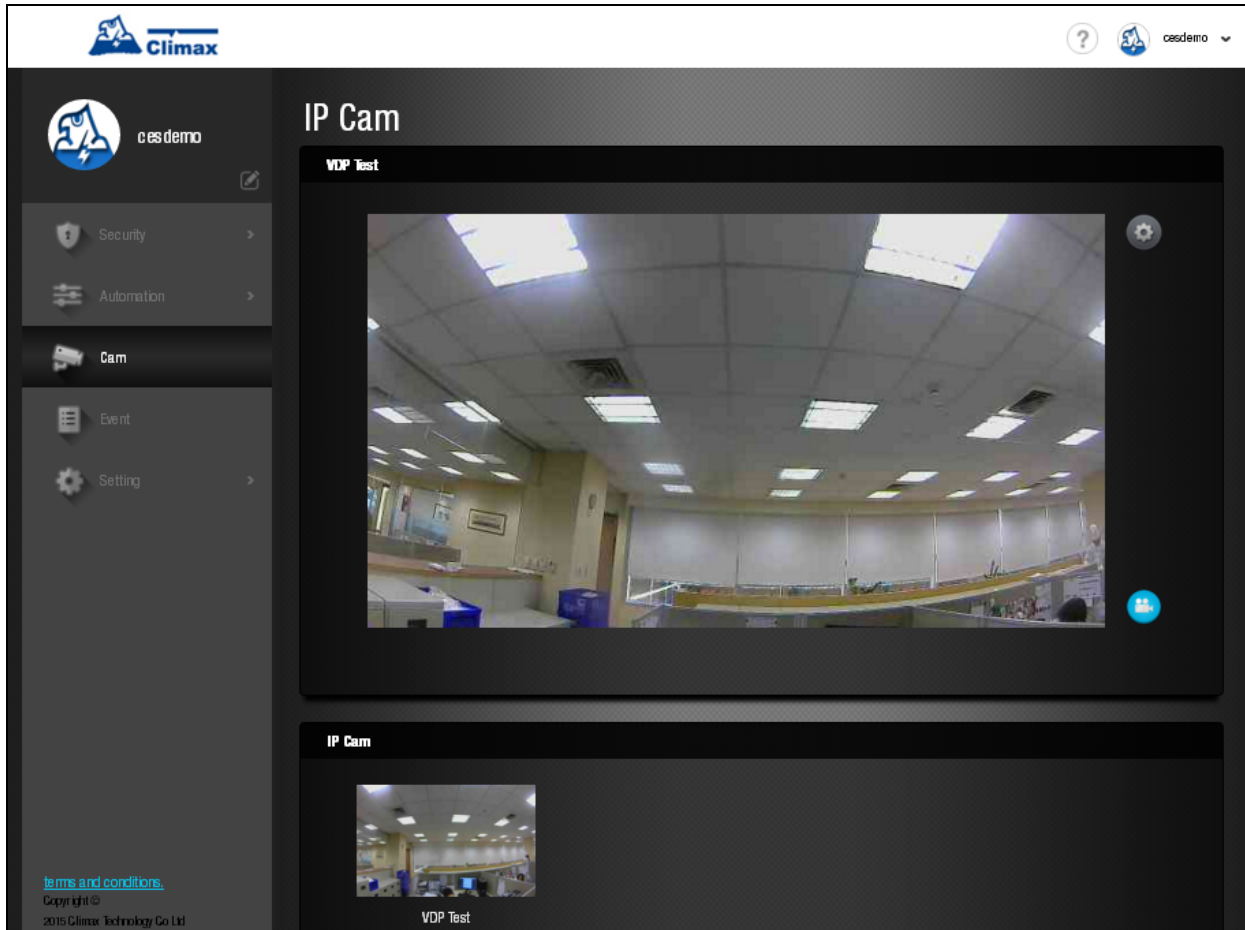 Climax
?
cesdemo
cesdemo
Security
Automation
Cam
Event
Setting
terms and conditions.
Copyright ©
2015 Climax Technology Co Ltd
IP Cam
VDP Test
IP Cam
VDP Test